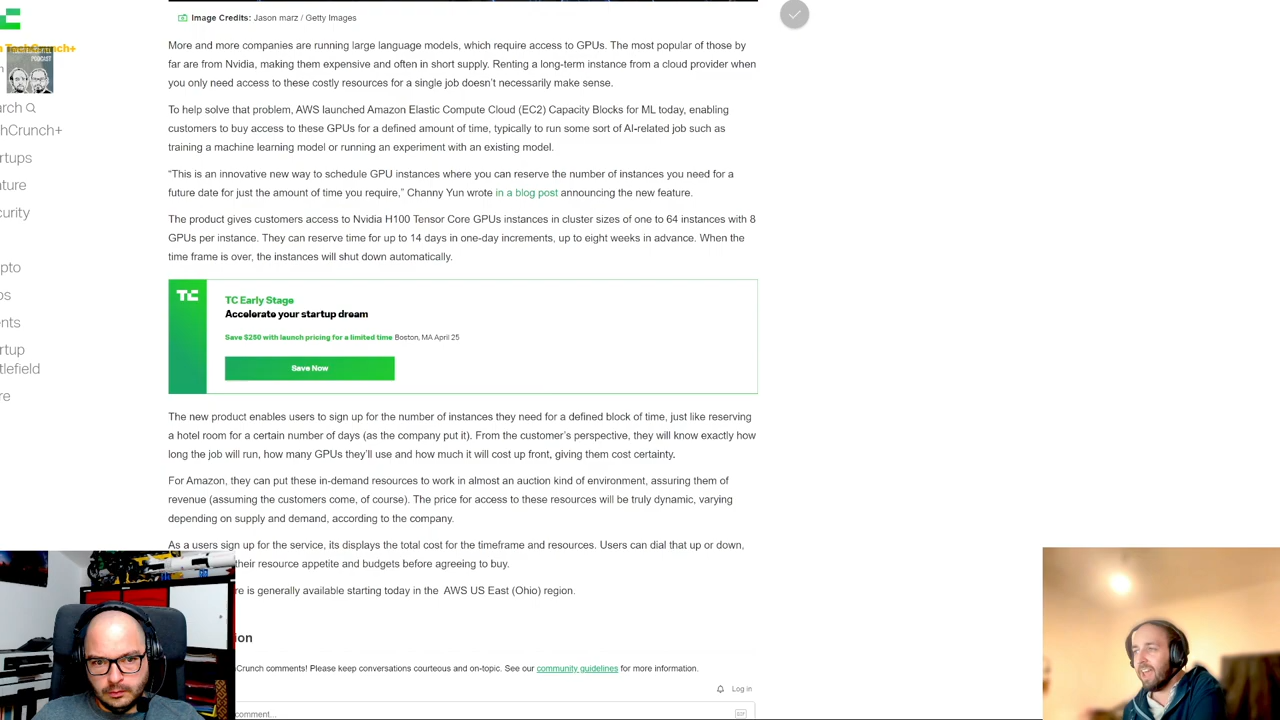 Image Credits: Jason marz / Getty Images
More and more companies are running large language models, which require access to GPUs. The most popular of those by
far are from Nvidia, making them expensive and often in short supply. Renting a long-term instance from a cloud provider when
you only need access to these costly resources for a single job doesn't necessarily make sense.
To help solve that problem, AWS launched Amazon Elastic Compute Cloud (EC2) Capacity Blocks for ML today, enabling
customers to buy access to these GPUs for a defined amount of time, typically to run some sort of AI-related job such as
training a machine learning model or running an experiment with an existing model.
“This is an innovative new way to schedule GPU instances where you can reserve the number of instances you need for a
future date for just the amount of time you require,” Channy Yun wrote in a blog post announcing the new feature.
The product gives customers access to Nvidia H100 Tensor Core GPUs instances in cluster sizes of one to 64 instances with 8
GPUs per instance. They can reserve time for up to 14 days in one-day increments, up to eight weeks in advance. When the
time frame is over, the instances will shut down automatically.
TC
TC Early Stage
Accelerate your startup dream
Save $250 with launch pricing for a limited time Boston, MA April 25
Save Now
The new product enables users to sign up for the number of instances they need for a defined block of time, just like reserving
a hotel room for a certain number of days (as the company put it). From the customer's perspective, they will know exactly how
long the job will run, how many GPUs they'll use and how much it will cost up front, giving them cost certainty.
For Amazon, they can put these in-demand resources to work in almost an auction kind of environment, assuring them of
revenue (assuming the customers come, of course). The price for access to these resources will be truly dynamic, varying
depending on supply and demand, according to the company.
As a users sign up for the service, its displays the total cost for the timeframe and resources. Users can dial that up or down,
their resource appetite and budgets before agreeing to buy.
re is generally available starting today in the AWS US East (Ohio) region.
ion
Crunch comments! Please keep conversations courteous and on-topic. See our community guidelines for more information.
Log in
comment...
GIF
TechCrunch+
PODCAST
arch
hCrunch+
rtups
ture
urity
pto
ps
ents
rtup
tlefield
re